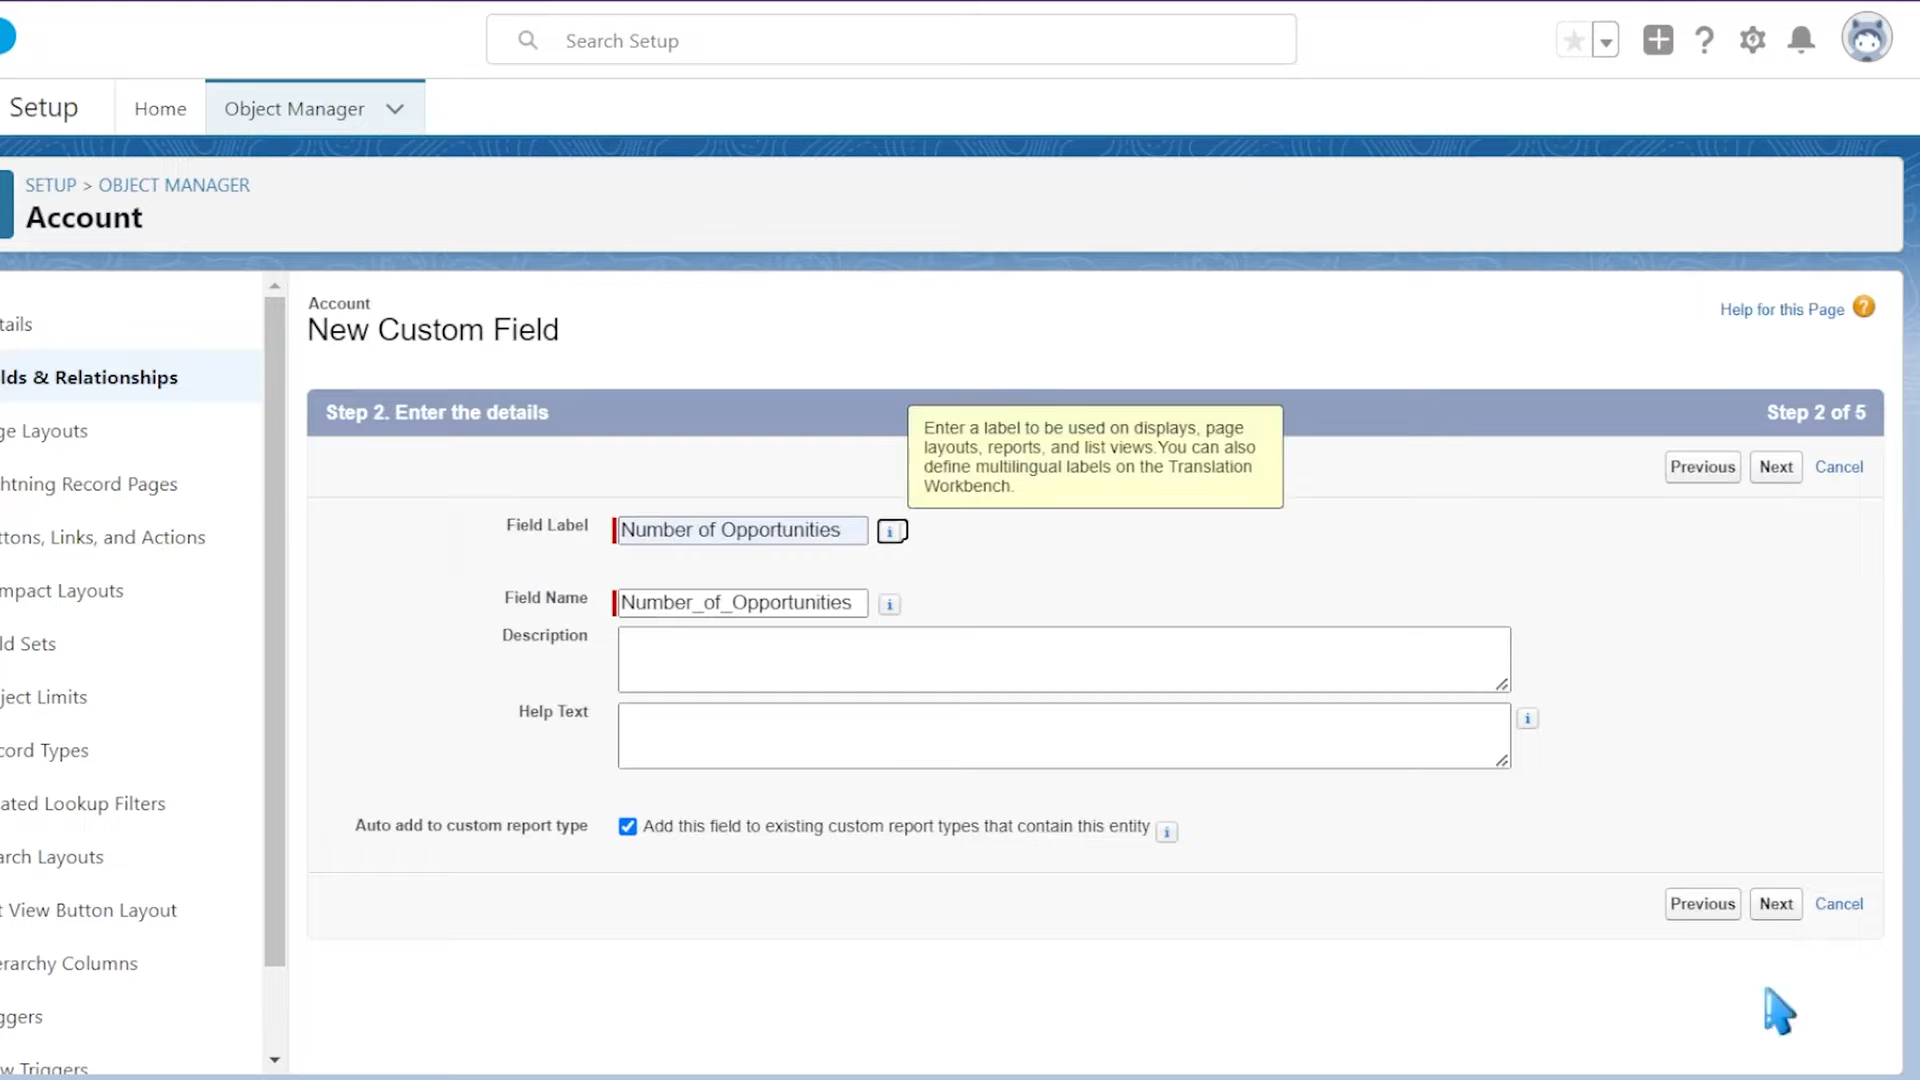 Search Setup
Setup
Home
Object Manager
SETUP > OBJECT MANAGER
Account
tails
lds & Relationships
ge Layouts
htning Record Pages
ttons, Links, and Actions
mpact Layouts
ld Sets
ject Limits
cord Types
ated Lookup Filters
arch Layouts
t View Button Layout
erarchy Columns
ggers
w Triggers
Account
New Custom Field
Help for this Page ?
Step 2. Enter the details
Step 2 of 5
Enter a label to be used on displays, page
layouts, reports, and list views.You can also
define multilingual labels on the Translation
Workbench.
Previous Next Cancel
Field Label Number of Opportunities i
Field Name Number_of_Opportunities i
Description
Help Text i
Auto add to custom report type Add this field to existing custom report types that contain this entity i
Previous Next Cancel